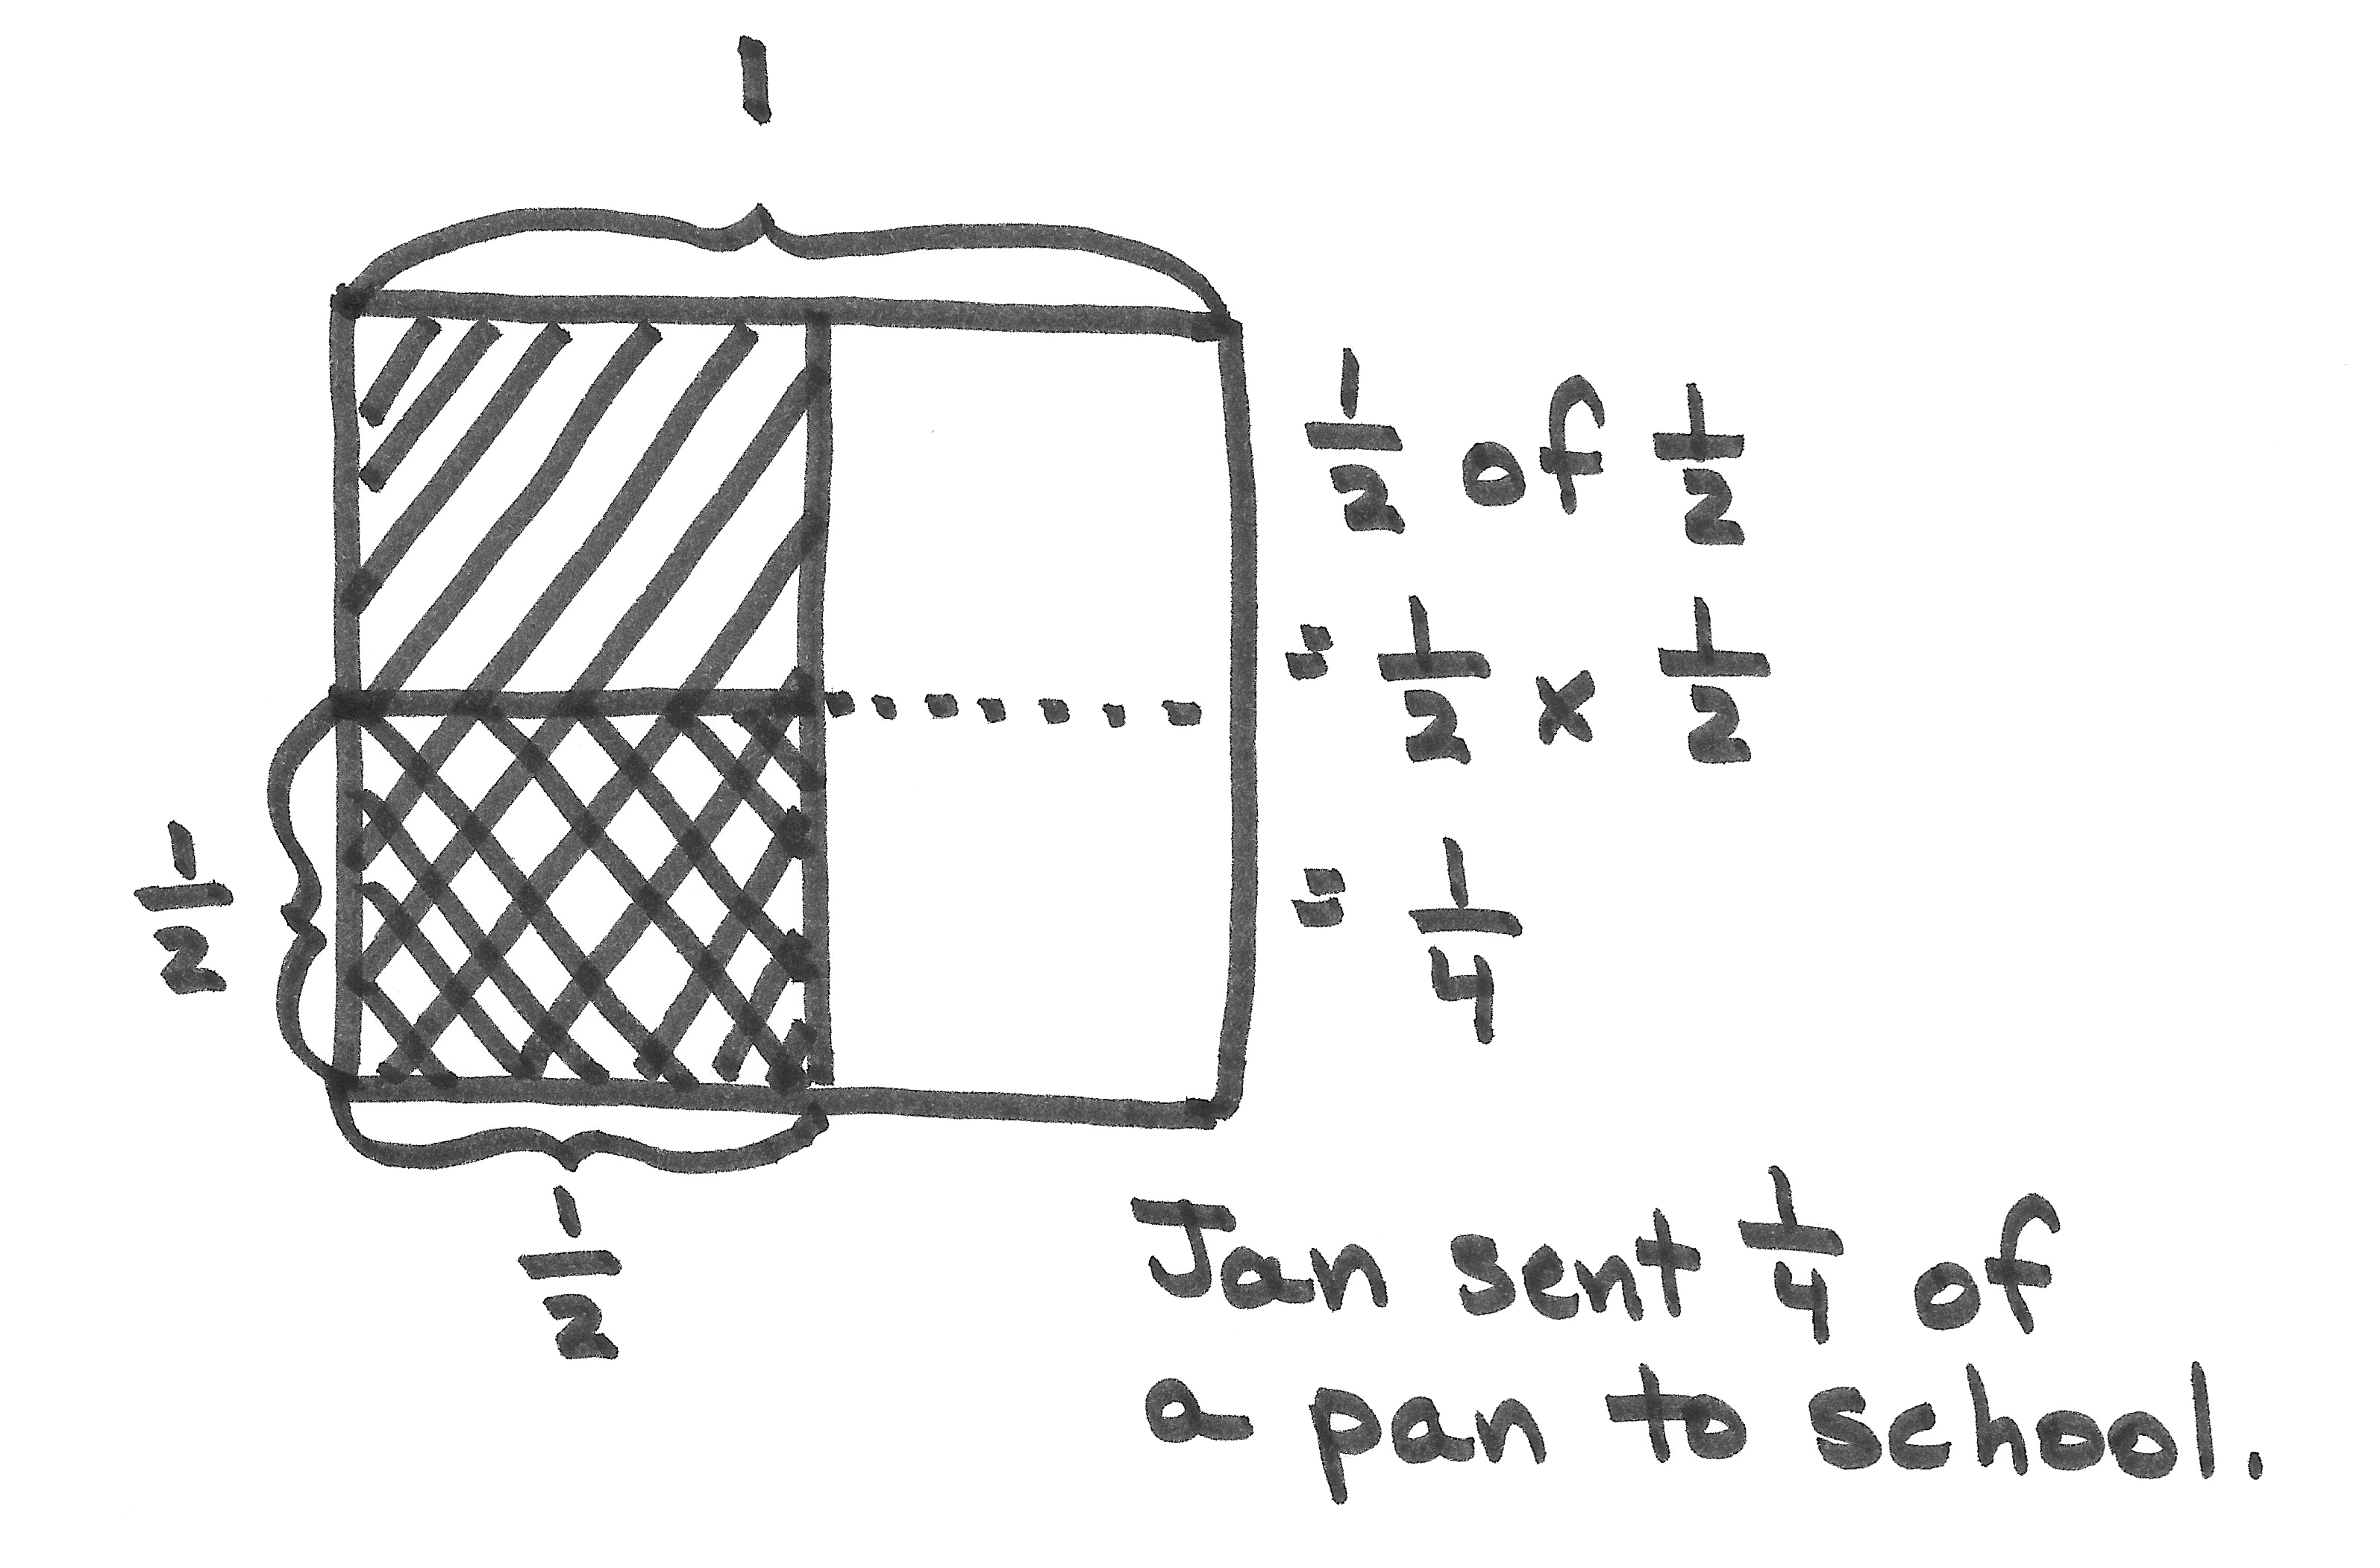 1
1/2 of 1/2
= 1/2 x 1/2
1/2
= 1/4
1/2
Jan sent 1/4 of
a pan to school.